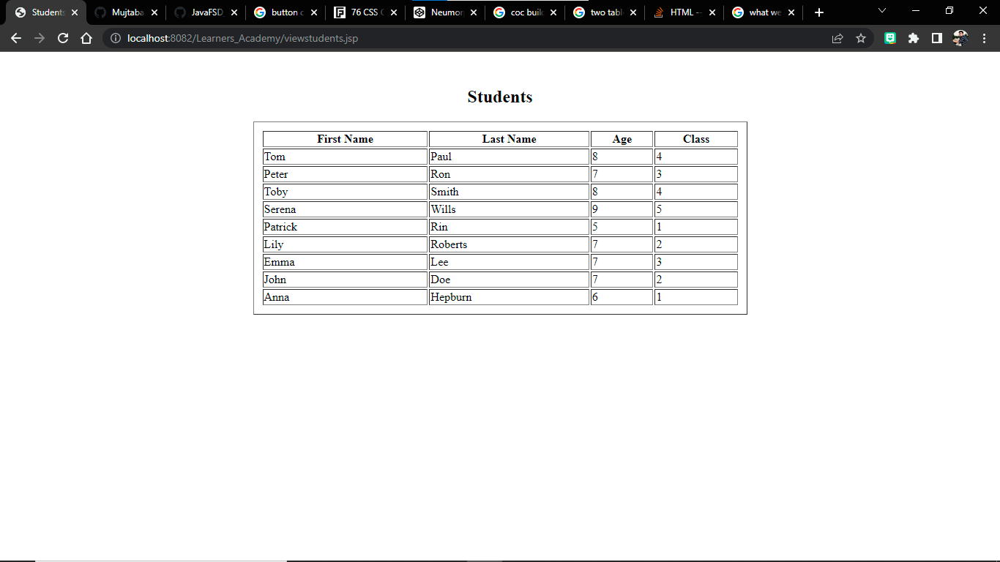 Students
Mujtaba
JavaFSD
button c
76 CSS
Neumor
coc buil
two tabl
HTML -
what we
localhost:8082/Learners_Academy/viewstudents.jsp
Students
First Name Last Name Age Class
Tom Paul 8 4
Peter Ron 7 3
Toby Smith 8 4
Serena Wills 9 5
Patrick Rin 5 1
Lily Roberts 7 2
Emma Lee 7 3
John Doe 7 2
Anna Hepburn 6 1